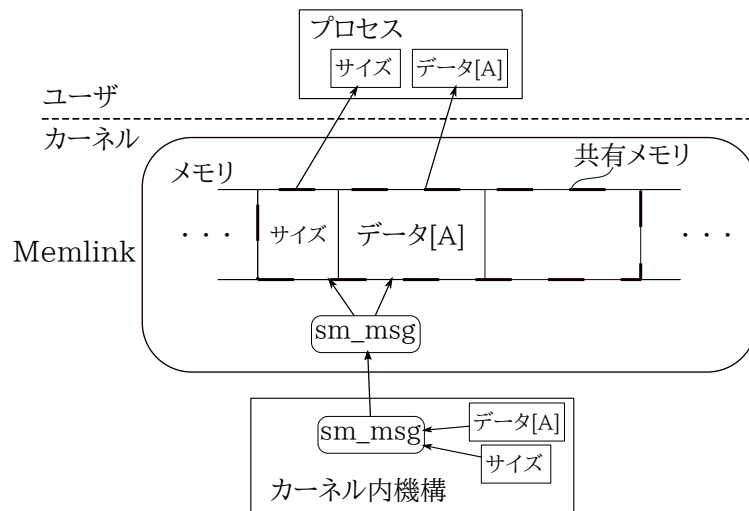 プロセス
サイズ
データ[A]
ユーザ
カーネル
メモリ
共有メモリ
Memlink
・・・
サイズ
データ[A]
・・・
sm_msg
sm_msg
データ[A]
サイズ
カーネル内機構